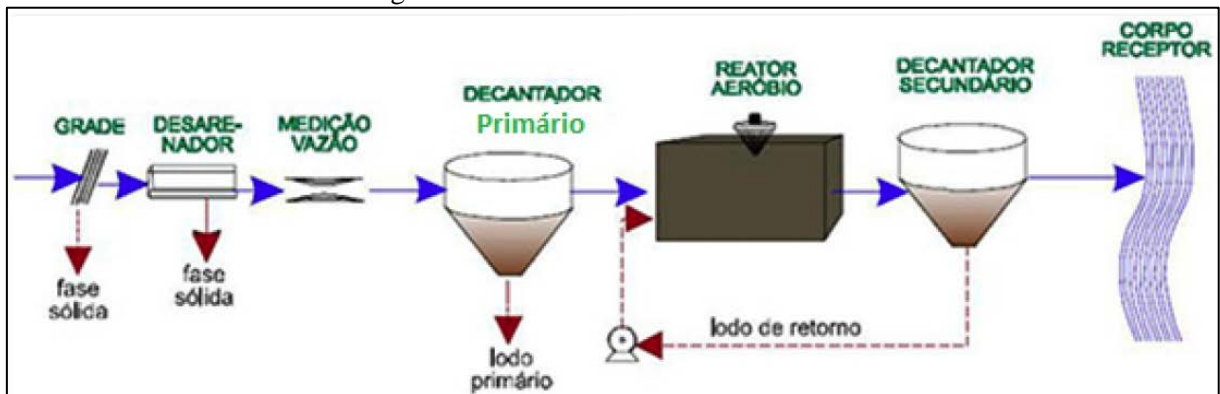 GRADE
DESARE-
NADOR
MEDIÇÃO
VAZÃO
DECANTADOR
Primário
REATOR
AERÓBIO
DECANTADOR
SECUNDÁRIO
CORPO
RECEPTOR
fase
sólida
fase
sólida
lodo
primário
lodo de retorno